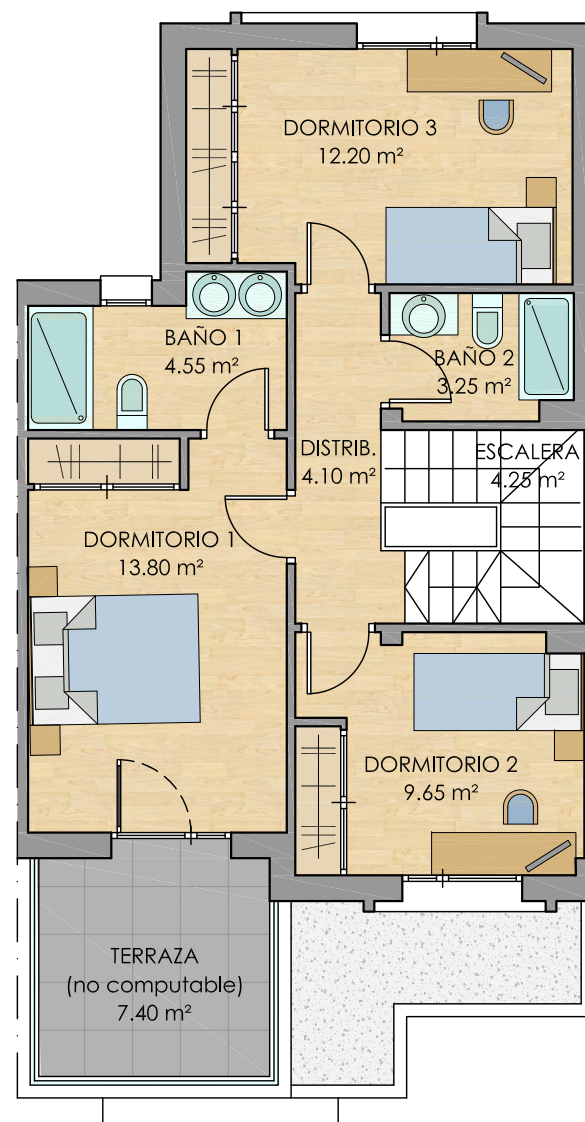 DORMITORIO 3
12.20 m²
BAÑO 1
4.55 m²
BAÑO 2
3.25 m²
DISTRIB.
4.10 m²
ESCALERA
4.25 m²
DORMITORIO 1
13.80 m²
DORMITORIO 2
9.65 m²
TERRAZA
(no computable)
7.40 m²